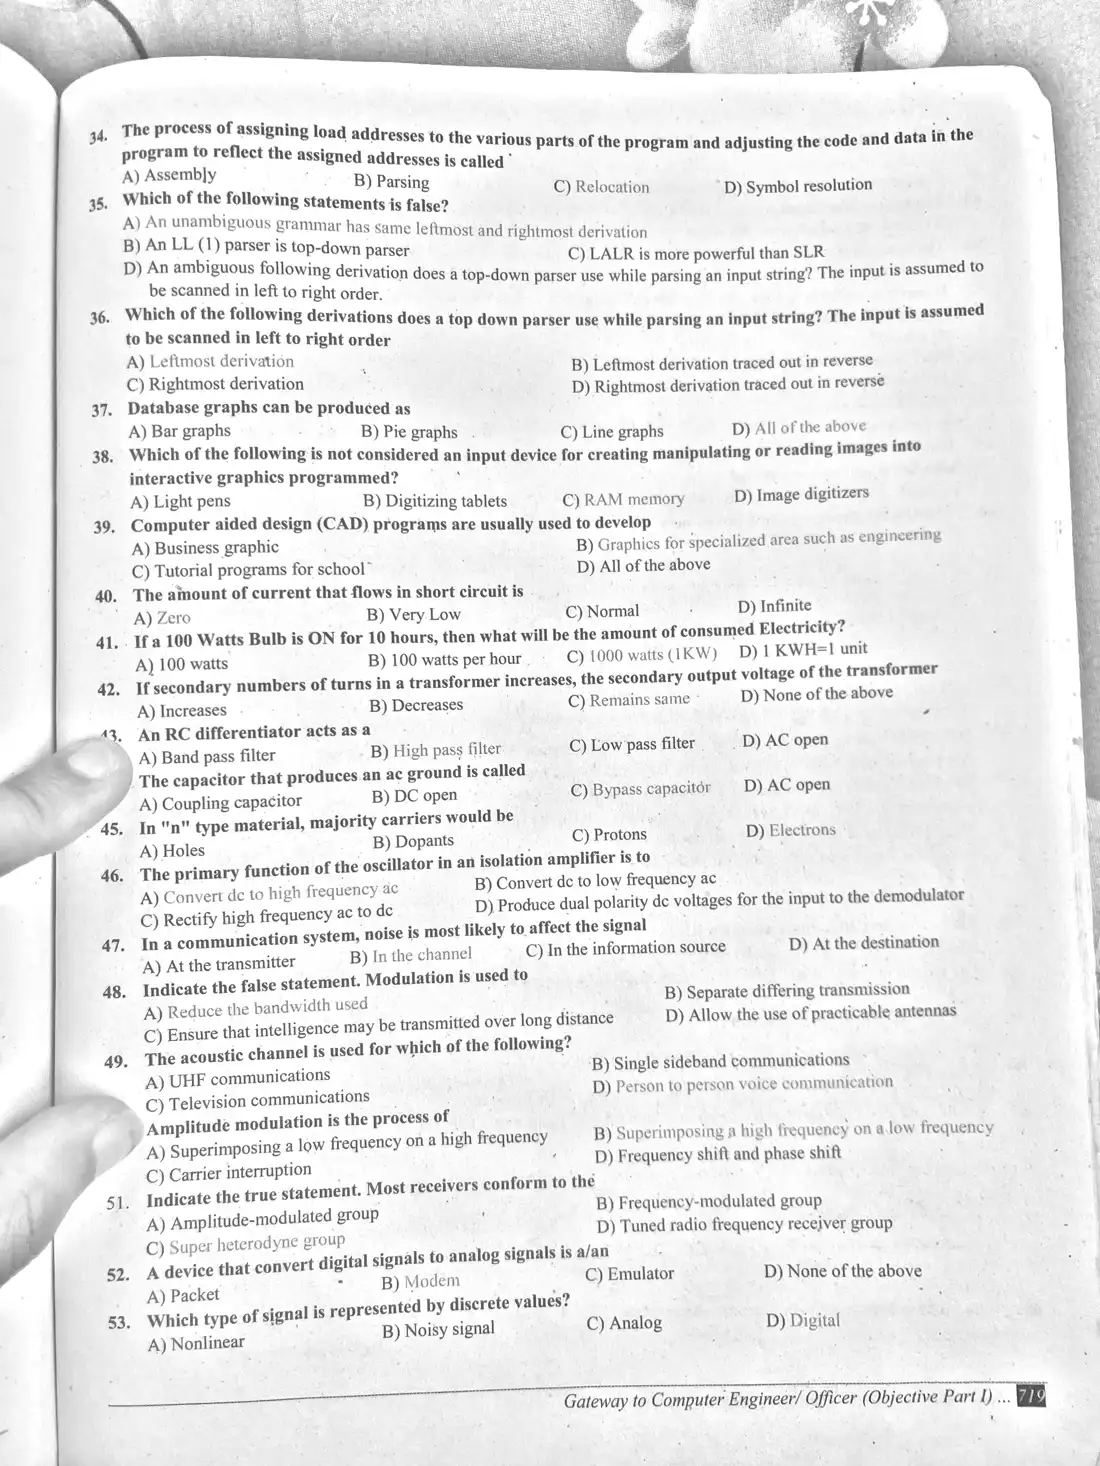 34. The process of assigning load addresses to the various parts of the program and adjusting the code and data in the
program to reflect the assigned addresses is called
A) Assembly B) Parsing C) Relocation D) Symbol resolution
35. Which of the following statements is false?
A) An unambiguous grammar has same leftmost and rightmost derivation
B) An LL (1) parser is top-down parser C) LALR is more powerful than SLR
D) An ambiguous following derivation does a top-down parser use while parsing an input string? The input is assumed to
be scanned in left to right order.
36. Which of the following derivations does a top down parser use while parsing an input string? The input is assumed
to be scanned in left to right order
A) Leftmost derivation B) Leftmost derivation traced out in reverse
C) Rightmost derivation D) Rightmost derivation traced out in reverse
37. Database graphs can be produced as
A) Bar graphs B) Pie graphs C) Line graphs D) All of the above
38. Which of the following is not considered an input device for creating manipulating or reading images into
interactive graphics programmed?
A) Light pens B) Digitizing tablets C) RAM memory D) Image digitizers
39. Computer aided design (CAD) programs are usually used to develop
A) Business graphic B) Graphics for specialized area such as engineering
C) Tutorial programs for school D) All of the above
40. The amount of current that flows in short circuit is
A) Zero B) Very Low C) Normal D) Infinite
41. If a 100 Watts Bulb is ON for 10 hours, then what will be the amount of consumed Electricity?
A) 100 watts B) 100 watts per hour C) 1000 watts (1KW) D) 1 KWH=1 unit
42. If secondary numbers of turns in a transformer increases, the secondary output voltage of the transformer
A) Increases B) Decreases C) Remains same D) None of the above
43. An RC differentiator acts as a
A) Band pass filter B) High pass filter C) Low pass filter D) AC open
The capacitor that produces an ac ground is called
A) Coupling capacitor B) DC open C) Bypass capacitor D) AC open
45. In "n" type material, majority carriers would be
A) Holes B) Dopants C) Protons D) Electrons
46. The primary function of the oscillator in an isolation amplifier is to
A) Convert dc to high frequency ac B) Convert dc to low frequency ac
C) Rectify high frequency ac to dc D) Produce dual polarity dc voltages for the input to the demodulator
47. In a communication system, noise is most likely to affect the signal
A) At the transmitter B) In the channel C) In the information source D) At the destination
48. Indicate the false statement. Modulation is used to
A) Reduce the bandwidth used B) Separate differing transmission
C) Ensure that intelligence may be transmitted over long distance D) Allow the use of practicable antennas
49. The acoustic channel is used for which of the following?
A) UHF communications B) Single sideband communications
C) Television communications D) Person to person voice communication
Amplitude modulation is the process of
A) Superimposing a low frequency on a high frequency B) Superimposing a high frequency on a low frequency
C) Carrier interruption D) Frequency shift and phase shift
51. Indicate the true statement. Most receivers conform to the
A) Amplitude-modulated group B) Frequency-modulated group
C) Super heterodyne group D) Tuned radio frequency receiver group
52. A device that convert digital signals to analog signals is a/an
A) Packet B) Modem C) Emulator D) None of the above
53. Which type of signal is represented by discrete values?
A) Nonlinear B) Noisy signal C) Analog D) Digital
Gateway to Computer Engineer/ Officer (Objective Part I) ... 719